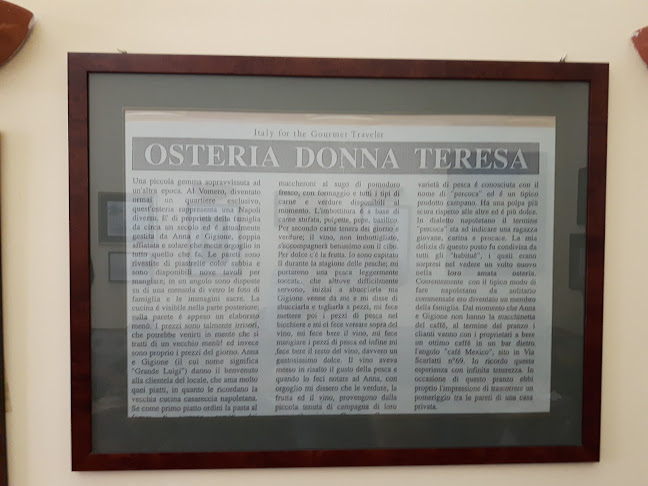 Italy for the Gourmet Traveler
OSTERIA DONNA TERESA
Una piccola gemma sopravvissuta ad
un'altra epoca. Al Vomero, diventato
ormai un quartiere esclusivo,
quest'osteria rappresenta una Napoli
diversa. E' di proprietà della famiglia
da circa un secolo ed è attualmente
gestita da Anna e Gigione, coppia
affiatata e solare che mette orgoglio in
tutto quello che fa. Le pareti sono
rivestite di piastrelle color sabbia e
sono disponibili nove tavoli per
mangiare; in un angolo sono disposte
su di una mensola di vetro le foto di
famiglia e le immagini sacre. La
cucina è visibile nella parte posteriore;
sulla parete è appeso un elaborato
menù. I prezzi sono talmente irrisori,
che potrebbe venirti in mente che si
tratti di un vecchio menù! ed invece
sono proprio i prezzi del giorno. Anna
e Gigione (il cui nome significa
"Grande Luigi") danno il benvenuto
alla clientela del locale, che ama molto
quei piatti, in quanto le ricordano la
vecchia cucina casareccia napoletana.
Se come primo piatto ordini la pasta al
maccheroni al sugo di pomodoro
fresco, con formaggio e tutti i tipi di
carne e verdure disponibili al
momento. L'imbottitura è a base di
carne stufata, polpette, pepe, basilico.
Per secondo carne tenera del giorno e
verdure; il vino, non imbottigliato,
s'accompagnerà benissimo con il cibo.
Per dolce c'è la frutta. Io sono capitato
lì durante la stagione delle pesche; mi
portarono una pesca leggermente
toccata, che altrove difficilmente
servono, iniziai a sbucciarla ma
Gigione venne da me e mi disse di
sbucciarla e tagliarla a pezzi, mi fece
mettere poi i pezzi di pesca nel
bicchiere e mi ci fece versare sopra del
vino, mi fece bere il vino, mi fece
mangiare i pezzi di pesca ed infine mi
fece bere il resto del vino, davvero un
gustosissimo dolce. Il vino aveva
messo in risalto il gusto della pesca e
quando lo feci notare ad Anna, con
orgoglio mi dissero che le verdure, la
frutta ed il vino, provengono dalla
piccola tenuta di campagna di loro
varietà di pesca è conosciuta con il
nome di "percoca" ed è un tipico
prodotto campano. Ha una polpa più
scura rispetto alle altre ed è più dolce.
In dialetto napoletano il termine
"percoca" sta ad indicare una ragazza
giovane, carina e procace. La mia
delizia di questo posto fu condivisa da
tutti gli "habitué", i quali erano
sorpresi nel vedere un volto nuovo
nella loro amata osteria.
Coerentemente con il tipico modo di
fare napoletano da solitario
commensale ero diventato un membro
della famiglia. Dal momento che Anna
e Gigione non hanno la macchinetta
del caffè, al termine del pranzo i
clienti vanno con i proprietari a bere
un ottimo caffè in un bar dietro
l'angolo "café Mexico", sito in Via
Scarlatti n°69. Io ricordo questa
esperienza con infinita tenerezza. In
occasione di questo pranzo ebbi
proprio l'impressione di trascorrere un
pomeriggio tra le pareti di una casa
privata.